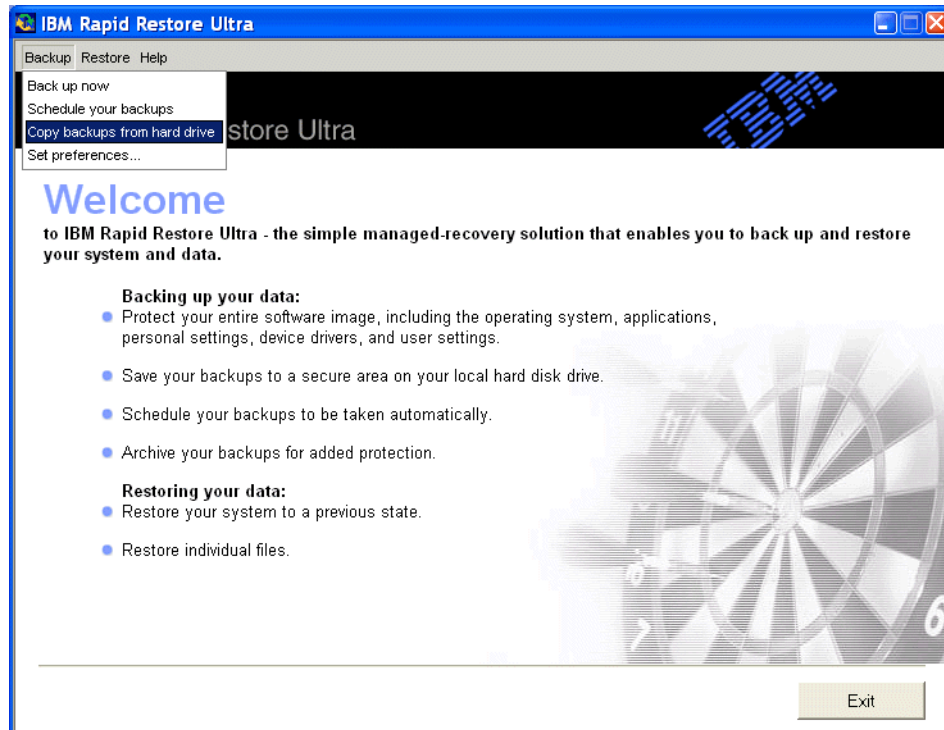 IBM Rapid Restore Ultra
Backup Restore Help
Back up now
Schedule your backups
Copy backups from hard drive
Set preferences...
store Ultra
IBM
Welcome
to IBM Rapid Restore Ultra - the simple managed-recovery solution that enables you to back up and restore
your system and data.
Backing up your data:
Protect your entire software image, including the operating system, applications,
personal settings, device drivers, and user settings.
Save your backups to a secure area on your local hard disk drive.
Schedule your backups to be taken automatically.
Archive your backups for added protection.
Restoring your data:
Restore your system to a previous state.
Restore individual files.
6
Exit